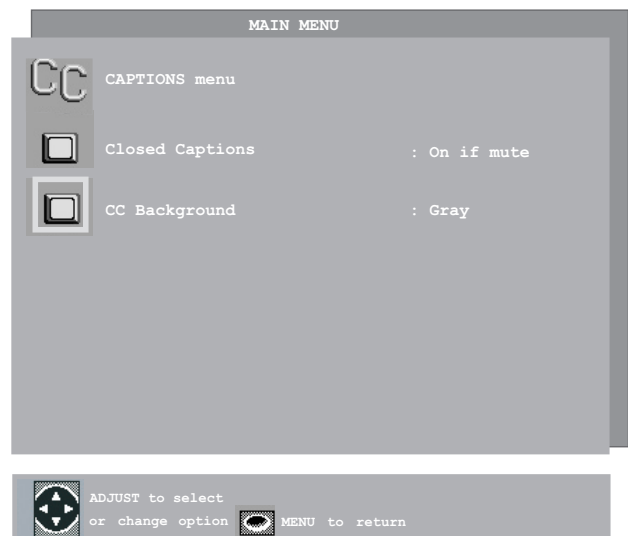 MAIN MENU
CC CAPTIONS menu
Closed Captions : On if mute
CC Background : Gray
ADJUST to select
or change option MENU to return